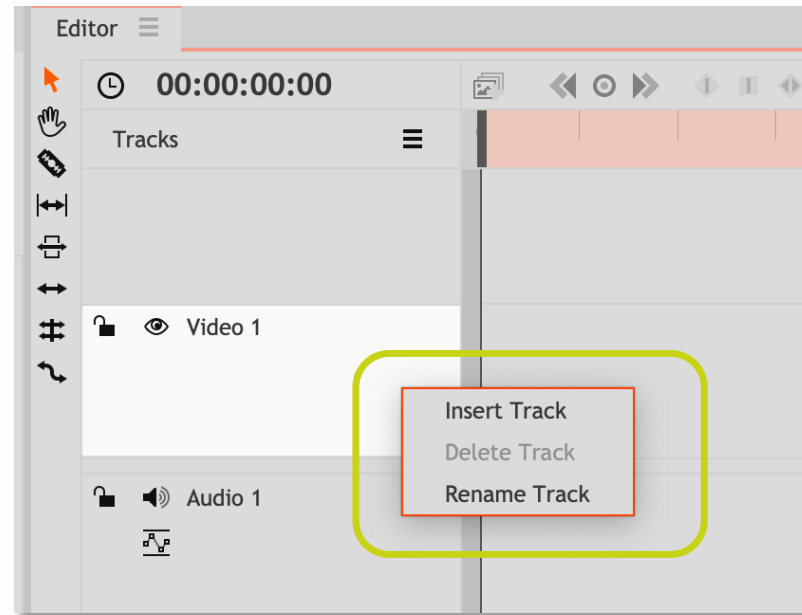 Editor
00:00:00:00
Tracks
Video 1
Insert Track
Delete Track
Rename Track
Audio 1